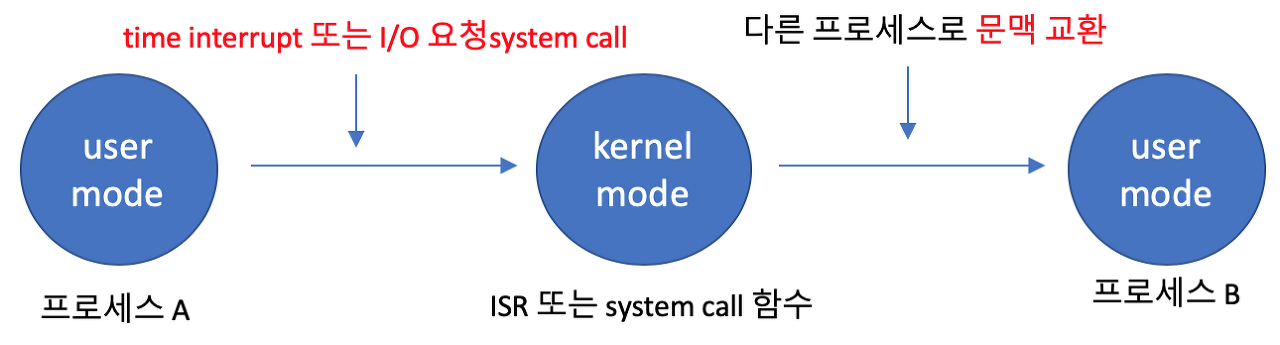 time interrupt 또는 I/O 요청system call
다른 프로세스로 문맥 교환
user
mode
kernel
mode
user
mode
프로세스 A
ISR 또는 system call 함수
프로세스 B